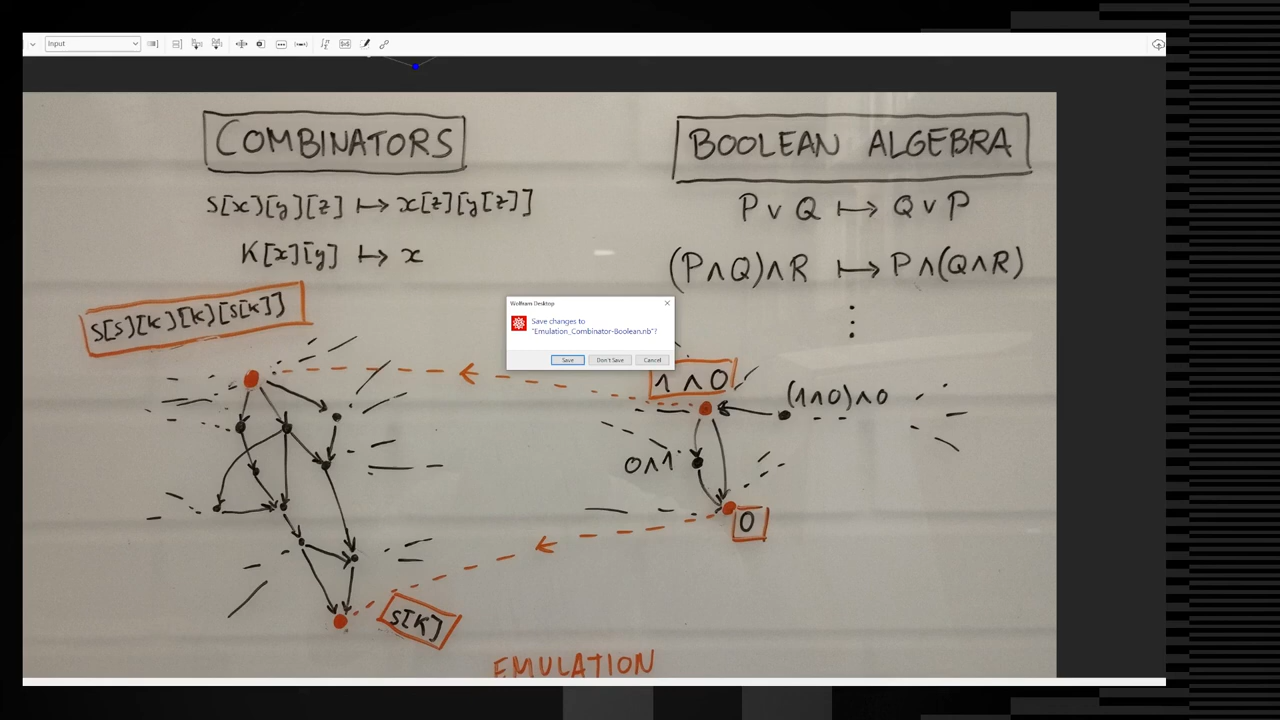 Input
COMBINATORS
S[x][y][z] ↦ x[z][y[z]]
K[x][y] ↦ x
S[S][K][K][S[K]]
S[K]
BOOLEAN ALGEBRA
P ∨ Q ↦ Q ∨ P
(P∧Q)∧R ↦ P∧(Q∧R)
⋮
1∧0
(1∧0)∧0
0∧1
0
EMULATION
Wolfram Desktop
Save changes to
"Emulation_Combinator-Boolean.nb"?
Save
Don't Save
Cancel